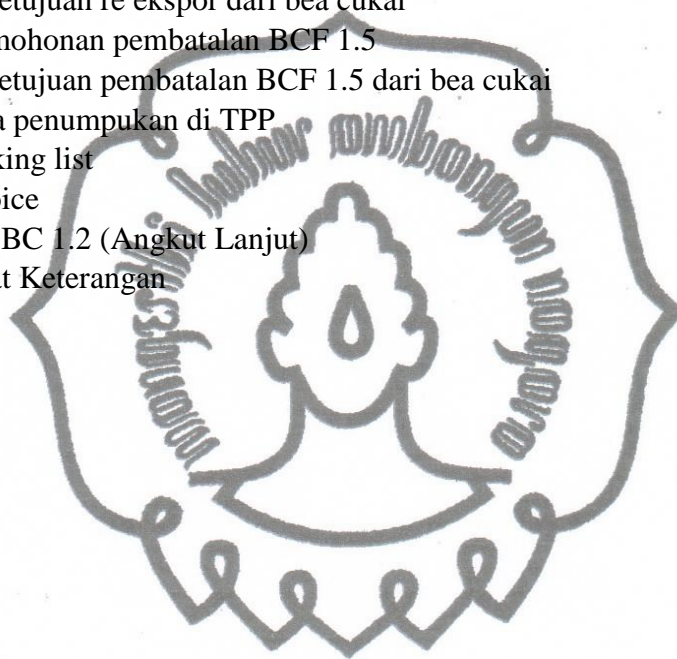 etujuan re ekspor dari bea cukai
mohonan pembatalan BCF 1.5
etujuan pembatalan BCF 1.5 dari bea cukai
a penumpukan di TPP
king list
oice
BC 1.2 (Angkut Lanjut)
at Keterangan